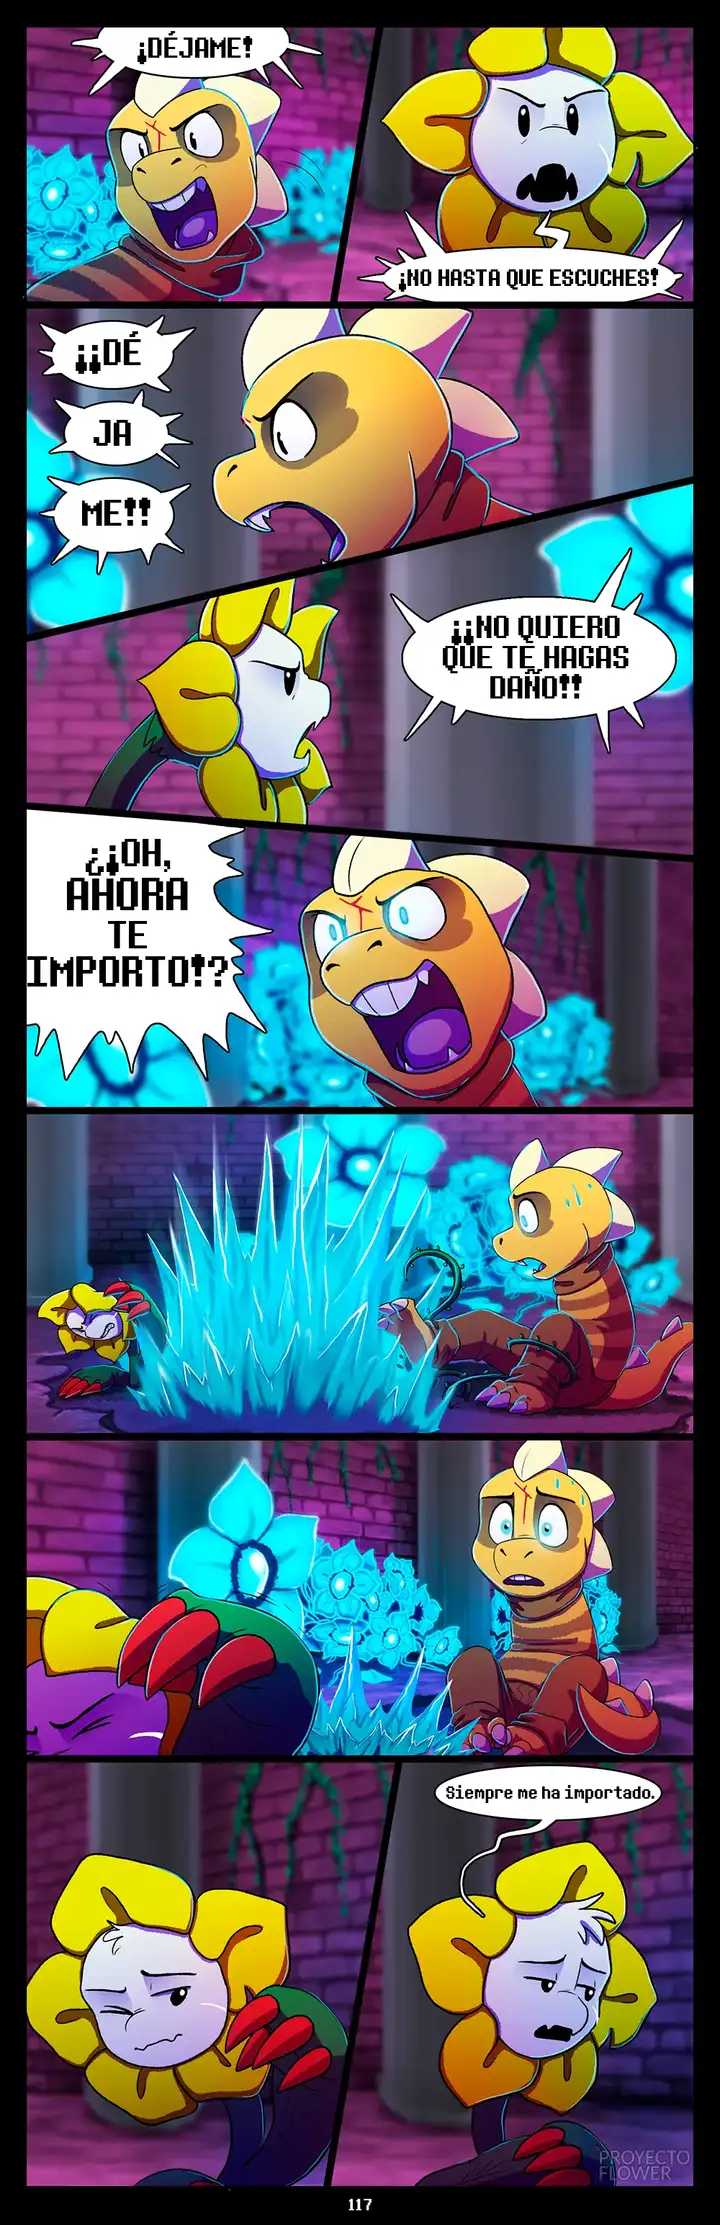 ¡DÉJAME!
¡NO HASTA QUE ESCUCHES!
¡¡DÉ
JA
ME!!
¡¡NO QUIERO
QUE TE HAGAS
DAÑO!!
¿¡OH,
AHORA
TE
IMPORTO!?
Siempre me ha importado.
PROYECTO
FLOWER
117